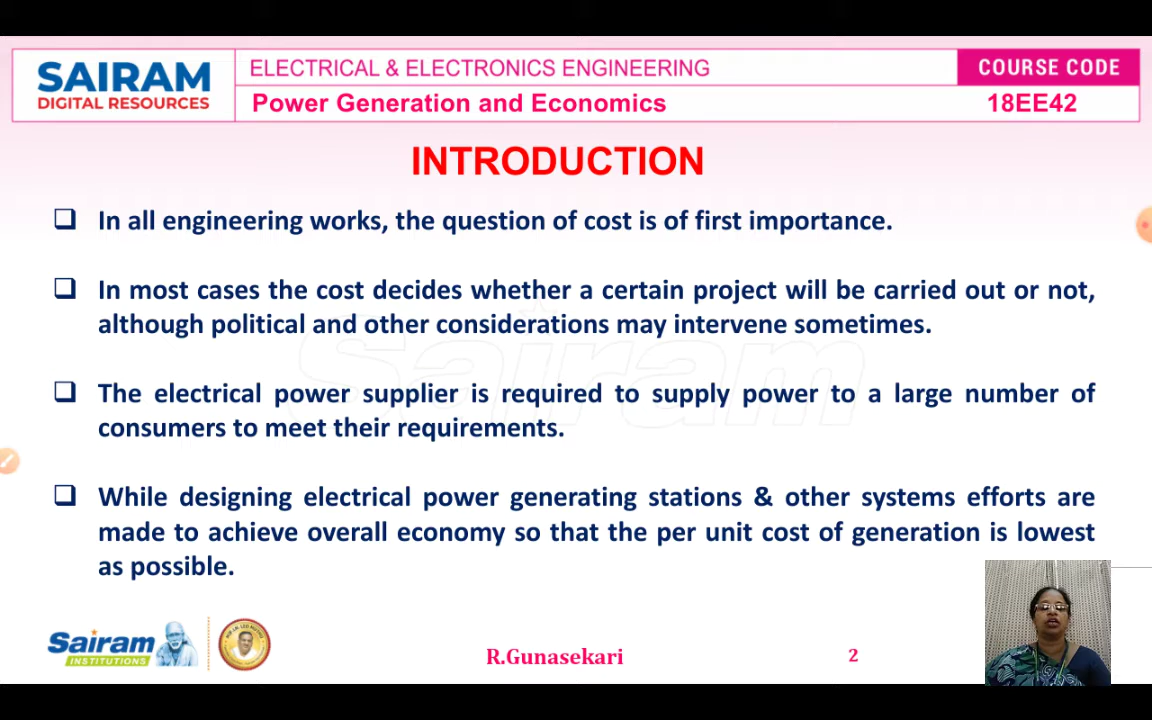 SAIRAM
DIGITAL RESOURCES
ELECTRICAL & ELECTRONICS ENGINEERING
COURSE CODE
Power Generation and Economics
18EE42
INTRODUCTION
In all engineering works, the question of cost is of first importance.
In most cases the cost decides whether a certain project will be carried out or not,
although political and other considerations may intervene sometimes.
The electrical power supplier is required to supply power to a large number of
consumers to meet their requirements.
While designing electrical power generating stations & other systems efforts are
made to achieve overall economy so that the per unit cost of generation is lowest
as possible.
Sairam
Sairam
INSTITUTIONS
R.Gunasekari
2